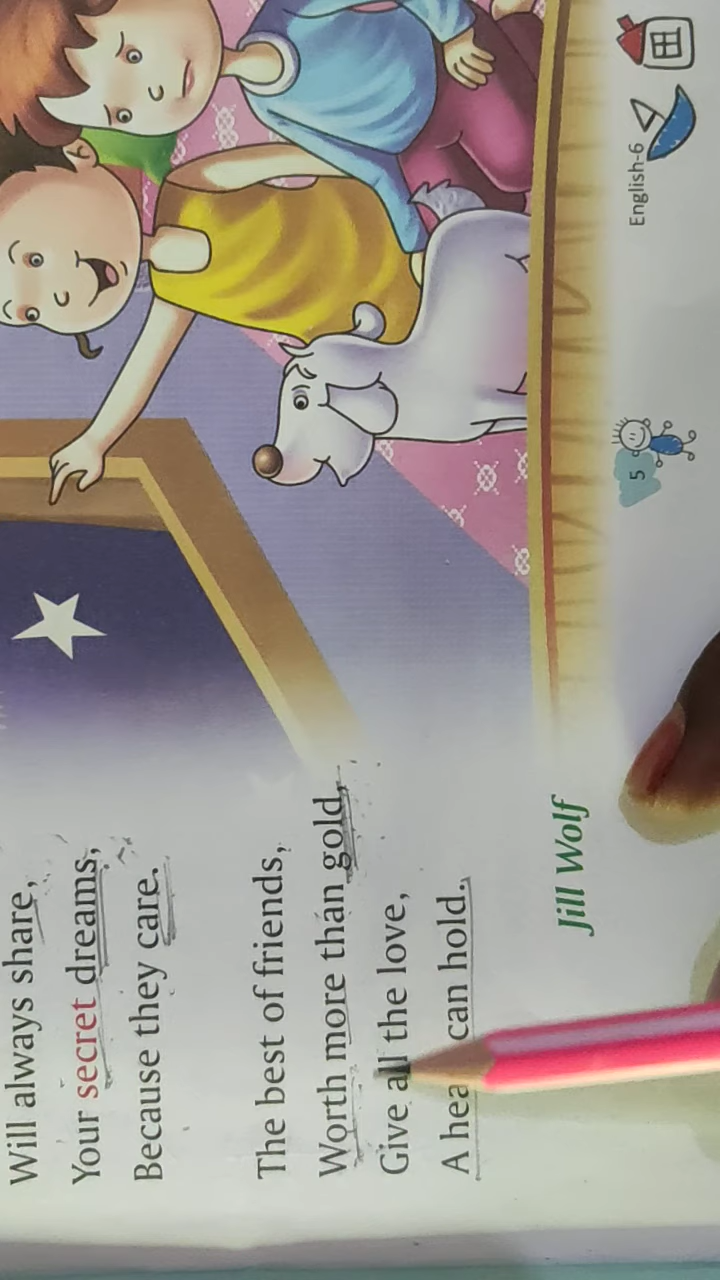 Will always share,
Your secret dreams,
Because they care.
The best of friends,
Worth more than gold,
Give all the love,
A can hold.
Jill Wolf
5
English-6